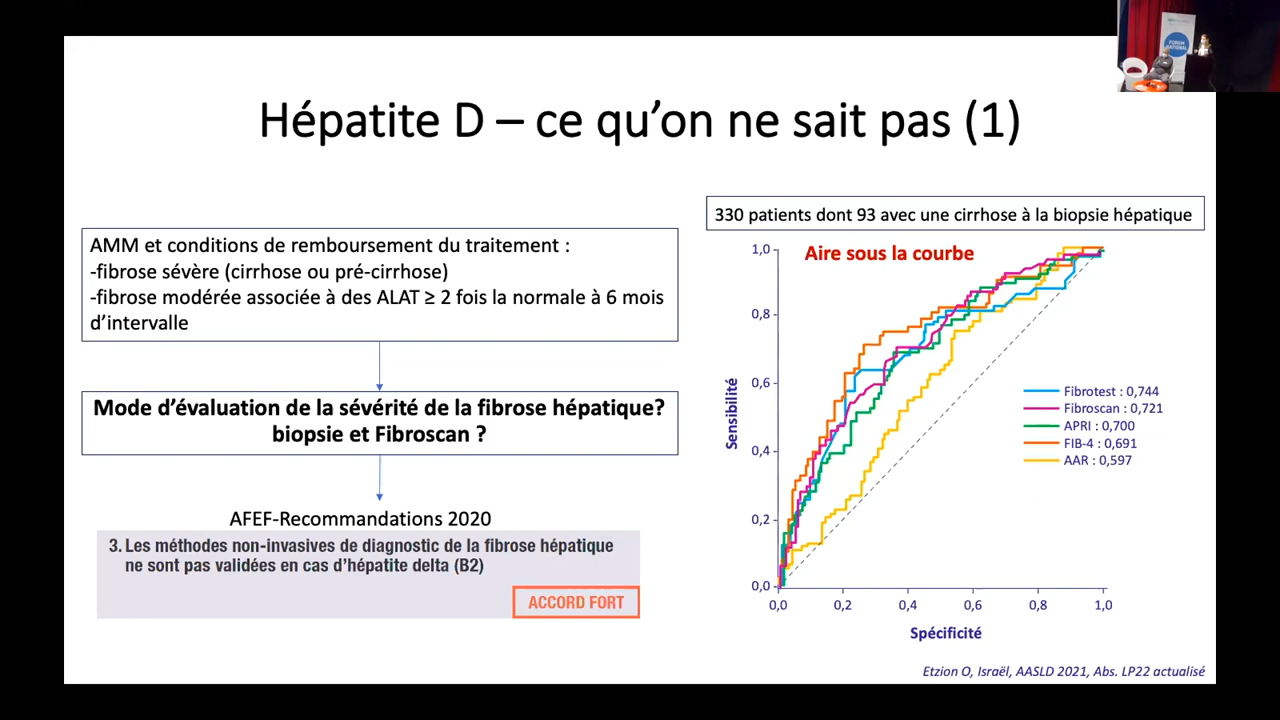 Hépatite D – ce qu’on ne sait pas (1)
AMM et conditions de remboursement du traitement :
-fibrose sévère (cirrhose ou pré-cirrhose)
-fibrose modérée associée à des ALAT ≥ 2 fois la normale à 6 mois
d’intervalle
Mode d’évaluation de la sévérité de la fibrose hépatique?
biopsie et Fibroscan ?
AFEF-Recommandations 2020
3. Les méthodes non-invasives de diagnostic de la fibrose hépatique
ne sont pas validées en cas d’hépatite delta (B2)
ACCORD FORT
330 patients dont 93 avec une cirrhose à la biopsie hépatique
Aire sous la courbe
1,0
0,8
0,6
0,4
0,2
0,0
Sensibilité
Fibrotest : 0,744
Fibroscan : 0,721
APRI : 0,700
FIB-4 : 0,691
AAR : 0,597
0,0 0,2 0,4 0,6 0,8 1,0
Spécificité
Etzion O, Israël, AASLD 2021, Abs. LP22 actualisé
FORUM
NATIONAL